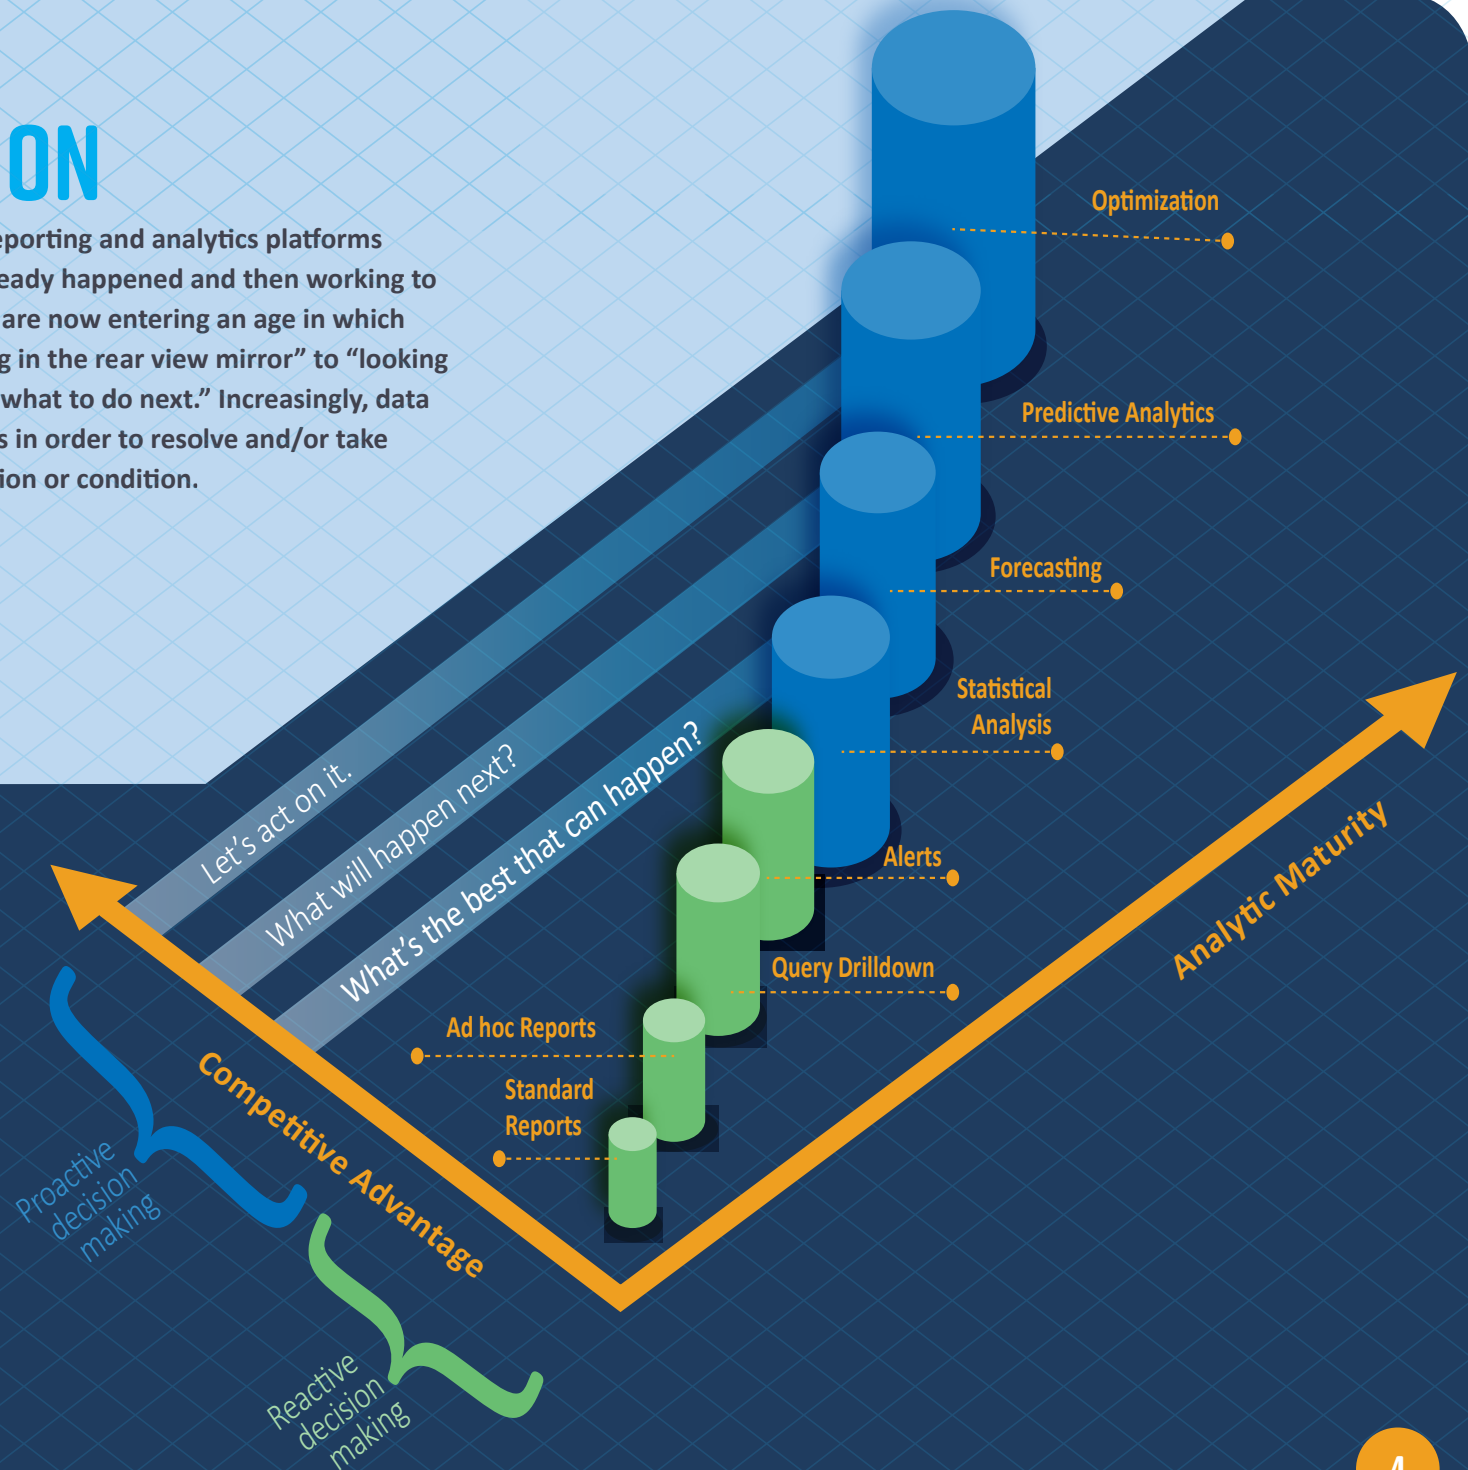 ON
eporting and analytics platforms
eady happened and then working to
are now entering an age in which
g in the rear view mirror” to “looking
what to do next.” Increasingly, data
s in order to resolve and/or take
tion or condition.
Optimization
Predictive Analytics
Forecasting
Statistical
Analysis
Let’s act on it.
What will happen next?
What’s the best that can happen?
Alerts
Query Drilldown
Ad hoc Reports
Standard
Reports
Analytic Maturity
Competitive Advantage
Proactive
decision
making
Reactive
decision
making
4